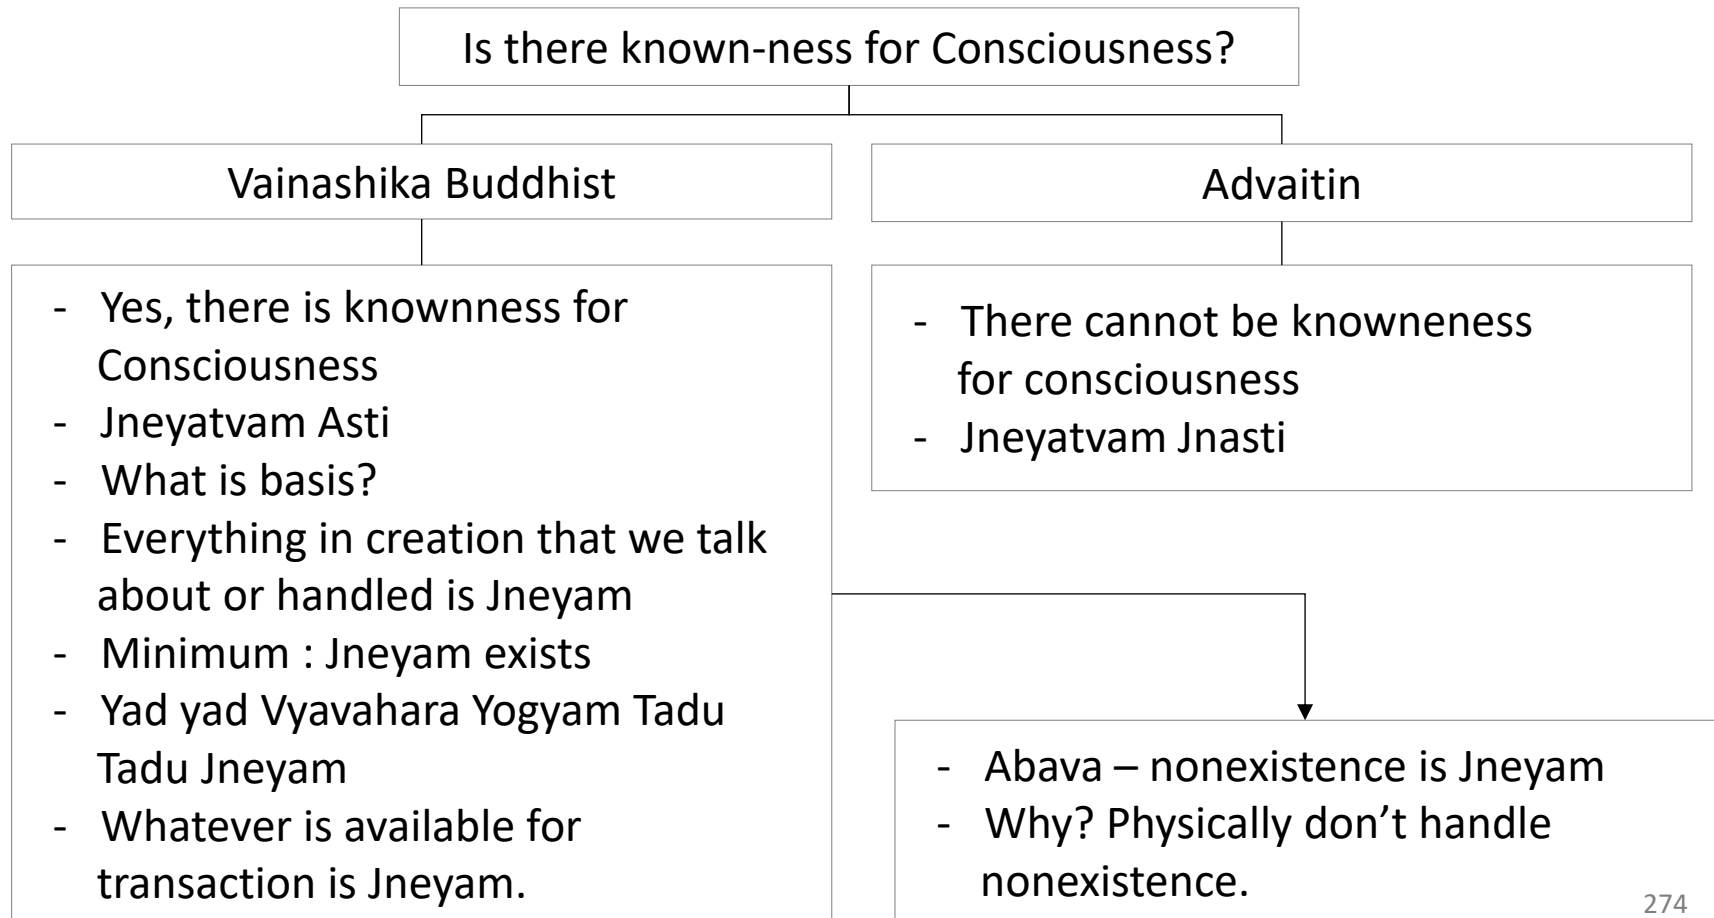 Is there known-ness for Consciousness?
Vainashika Buddhist
Advaitin
- Yes, there is knownness for
Consciousness
- Jneyatvam Asti
- What is basis?
- Everything in creation that we talk
about or handled is Jneyam
- Minimum : Jneyam exists
- Yad yad Vyavahara Yogyam Tadu
Tadu Jneyam
- Whatever is available for
transaction is Jneyam.
- There cannot be knowneness
for consciousness
- Jneyatvam Jnasti
- Abava – nonexistence is Jneyam
- Why? Physically don’t handle
nonexistence.
274